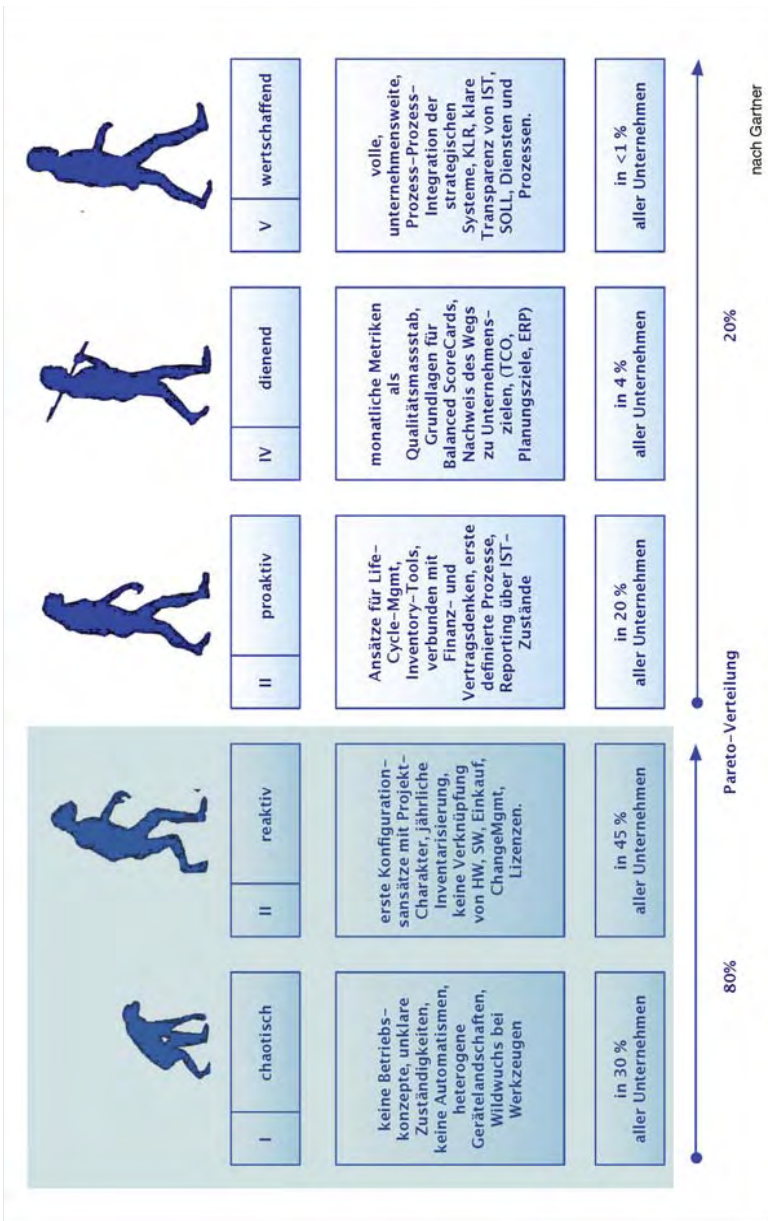 I
chaotisch
keine Betriebs-
konzepte, unklare
Zuständigkeiten,
keine Automatismen,
heterogene
Gerätelandschaften,
Wildwuchs bei
Werkzeugen
in 30 %
aller Unternehmen
II
reaktiv
erste Konfiguration-
sansätze mit Projekt-
Charakter, jährliche
Inventarisierung,
keine Verknüpfung
von HW, SW, Einkauf,
ChangeMgmt,
Lizenzen.
in 45 %
aller Unternehmen
II
proaktiv
Ansätze für Life-
Cycle-Mgmt,
Inventory-Tools,
verbunden mit
Finanz- und
Vertragsdenken, erste
definierte Prozesse,
Reporting über IST-
Zustände
in 20 %
aller Unternehmen
IV
dienend
monatliche Metriken
als
Qualitätsmassstab,
Grundlagen für
Balanced ScoreCards,
Nachweis des Wegs
zu Unternehmens-
zielen, (TCO,
Planungsziele, ERP)
in 4 %
aller Unternehmen
V
wertschaffend
volle,
unternehmensweite,
Prozess-Prozess-
Integration der
strategischen
Systeme, KLR, klare
Transparenz von IST,
SOLL, Diensten und
Prozessen.
in <1 %
aller Unternehmen
80%
Pareto-Verteilung
20%
nach Gartner